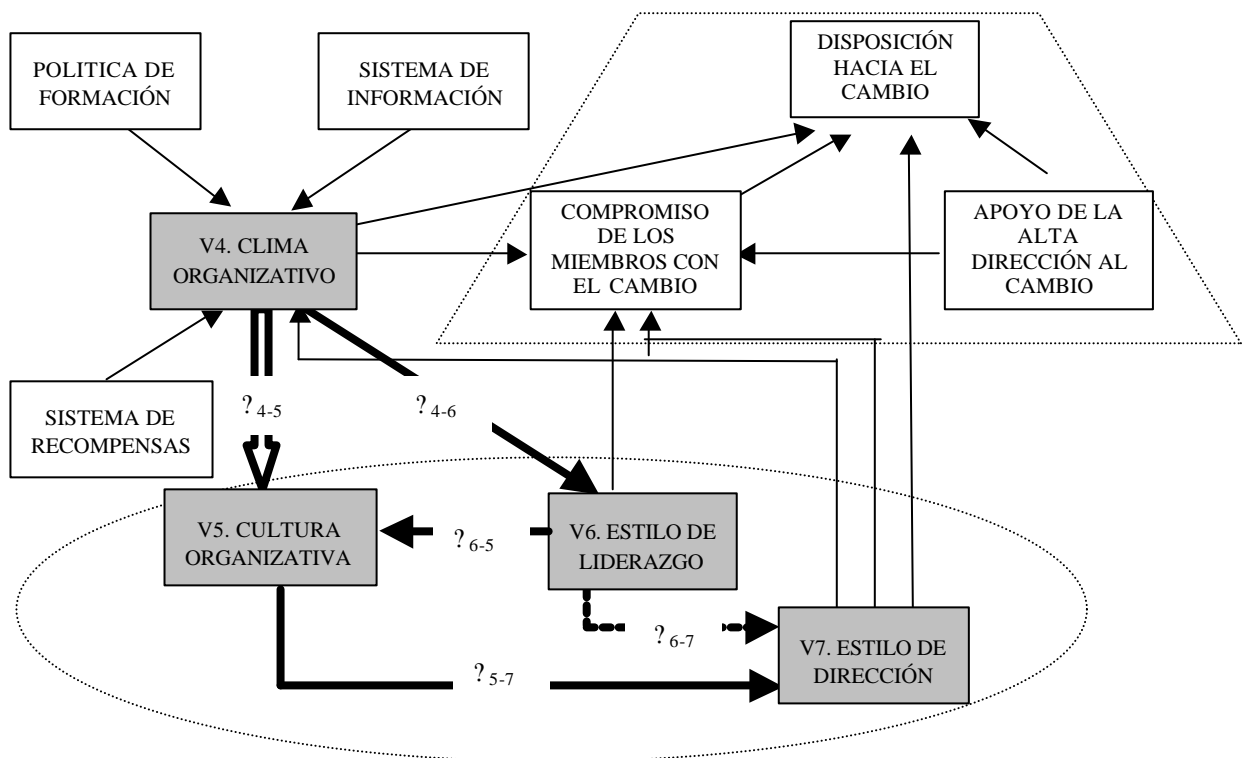 POLITICA DE
FORMACIÓN
SISTEMA DE
INFORMACIÓN
DISPOSICIÓN
HACIA EL
CAMBIO
V4. CLIMA
ORGANIZATIVO
COMPROMISO
DE LOS
MIEMBROS CON
EL CAMBIO
APOYO DE LA
ALTA
DIRECCIÓN AL
CAMBIO
SISTEMA DE
RECOMPENSAS
?4-5
?4-6
V5. CULTURA
ORGANIZATIVA
?6-5
V6. ESTILO DE
LIDERAZGO
?6-7
V7. ESTILO DE
DIRECCIÓN
?5-7